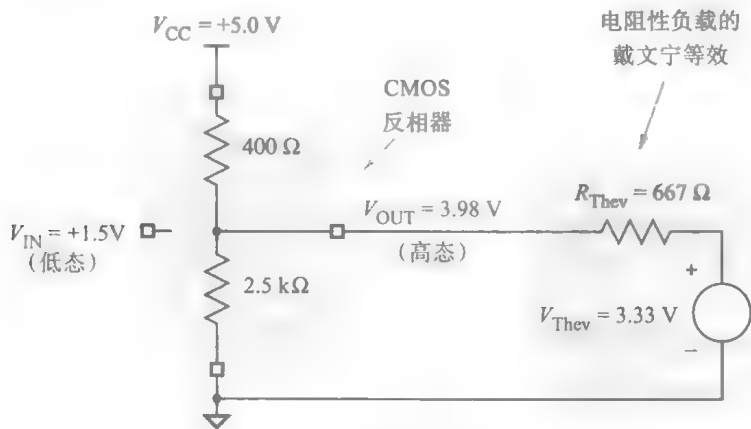 V_CC = +5.0 V
电阻性负载的
戴文宁等效
CMOS
反相器
400 Ω
R_Thev = 667 Ω
V_IN = +1.5V
(低态)
V_OUT = 3.98 V
(高态)
2.5 kΩ
+
V_Thev = 3.33 V
−